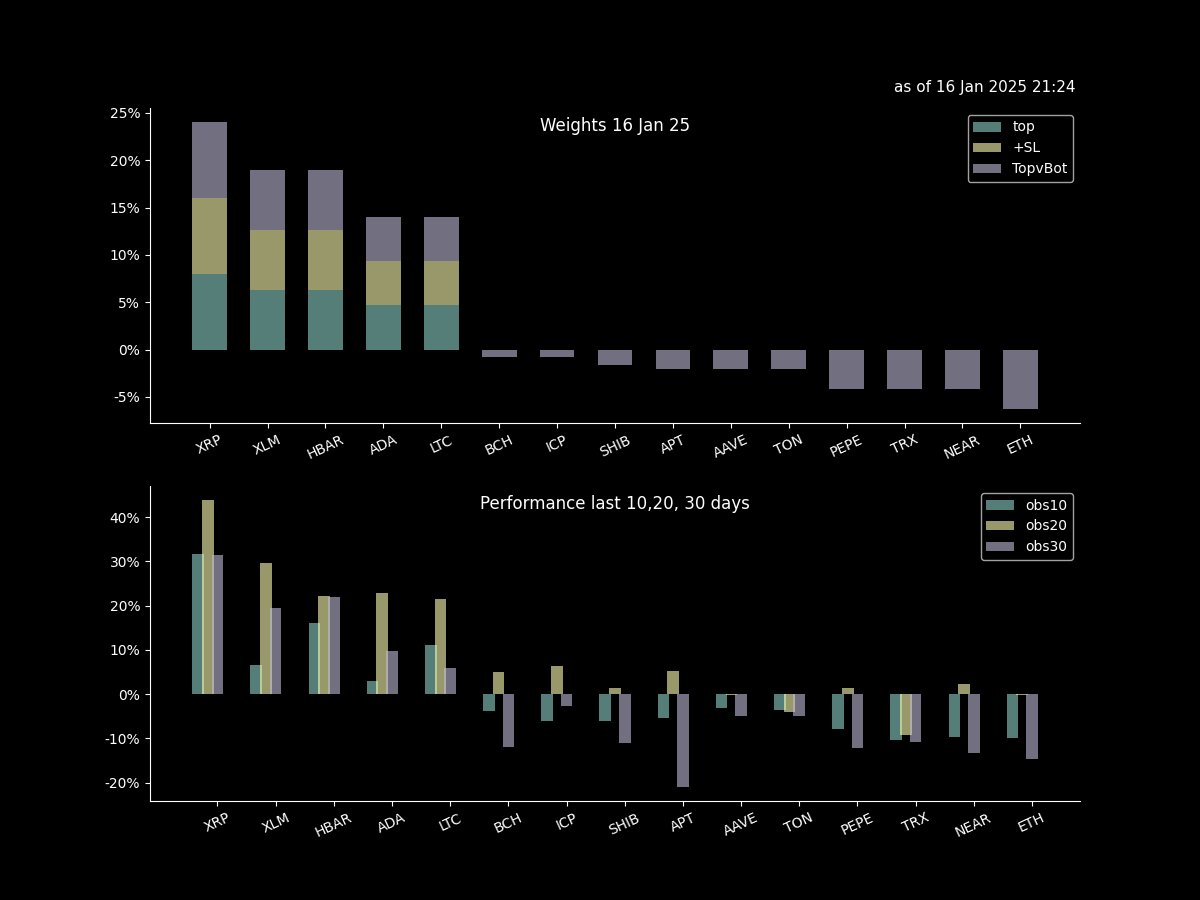 as of 16 Jan 2025 21:24
Weights 16 Jan 25
top
+SL
TopvBot
25%
20%
15%
10%
5%
0%
-5%
XRP XLM HBAR ADA LTC BCH ICP SHIB APT AAVE TON PEPE TRX NEAR ETH
Performance last 10,20, 30 days
obs10
obs20
obs30
40%
30%
20%
10%
0%
-10%
-20%
XRP XLM HBAR ADA LTC BCH ICP SHIB APT AAVE TON PEPE TRX NEAR ETH